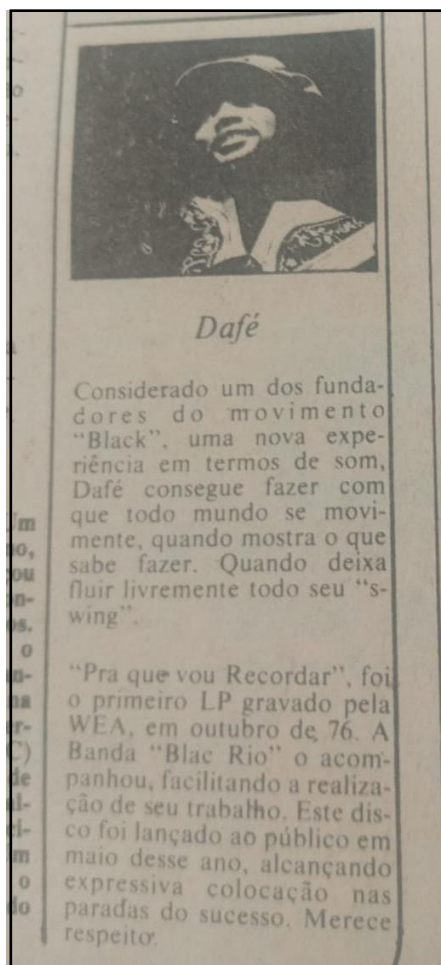 Dafé
Considerado um dos funda-
dores do movimento
“Black”, uma nova expe-
riência em termos de som,
Dafé consegue fazer com
que todo mundo se movi-
mente, quando mostra o que
sabe fazer. Quando deixa
fluir livremente todo seu “s-
wing”.
“Pra que vou Recordar”, foi
o primeiro LP gravado pela
WEA, em outubro de 76. A
Banda “Blac Rio” o acom-
panhou, facilitando a realiza-
ção de seu trabalho. Este dis-
co foi lançado ao público em
maio desse ano, alcançando
expressiva colocação nas
paradas do sucesso. Merece
respeito.